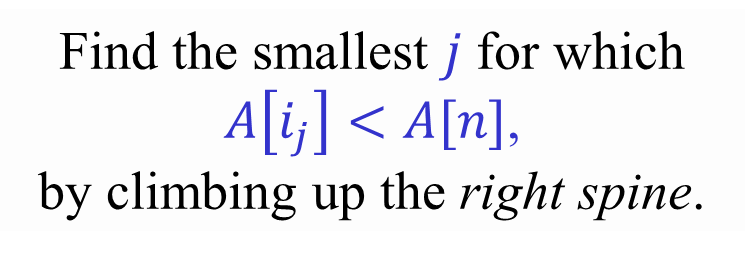 Find the smallest j for which
A[i_j] < A[n],
by climbing up the right spine.